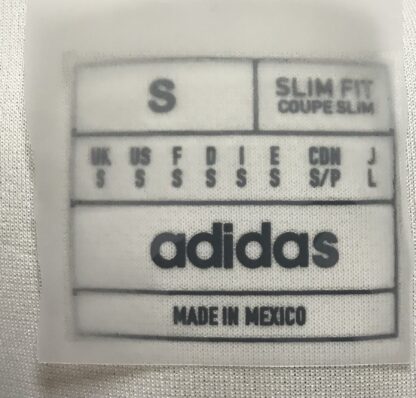 S
SLIM FIT
COUPE SLIM
UK US F D I E CDN J
S S S S S S S/P L
adidas
MADE IN MEXICO